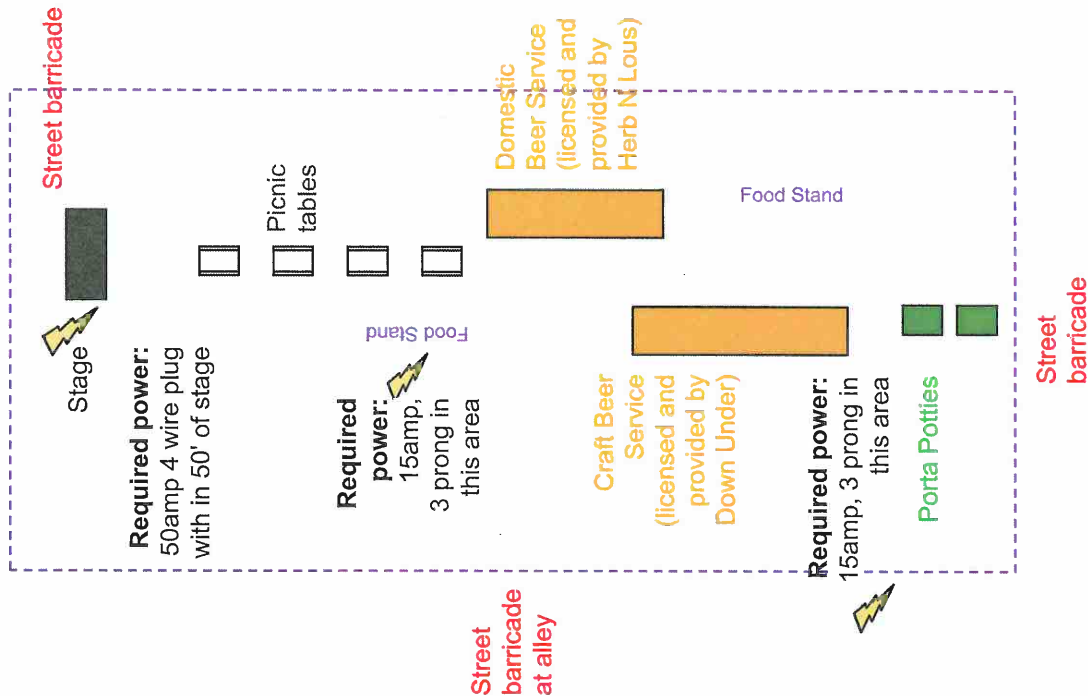 Street barricade
Stage
Required power:
50amp 4 wire plug
with in 50' of stage
Picnic
tables
Food Stand
Required
power:
15amp,
3 prong in
this area
Domestic
Beer Service
(licensed and
provided by
Herb N Lous)
Craft Beer
Service
(licensed and
provided by
Down Under)
Food Stand
Required power:
15amp, 3 prong in
this area
Porta Potties
Street
barricade
at alley
Street
barricade